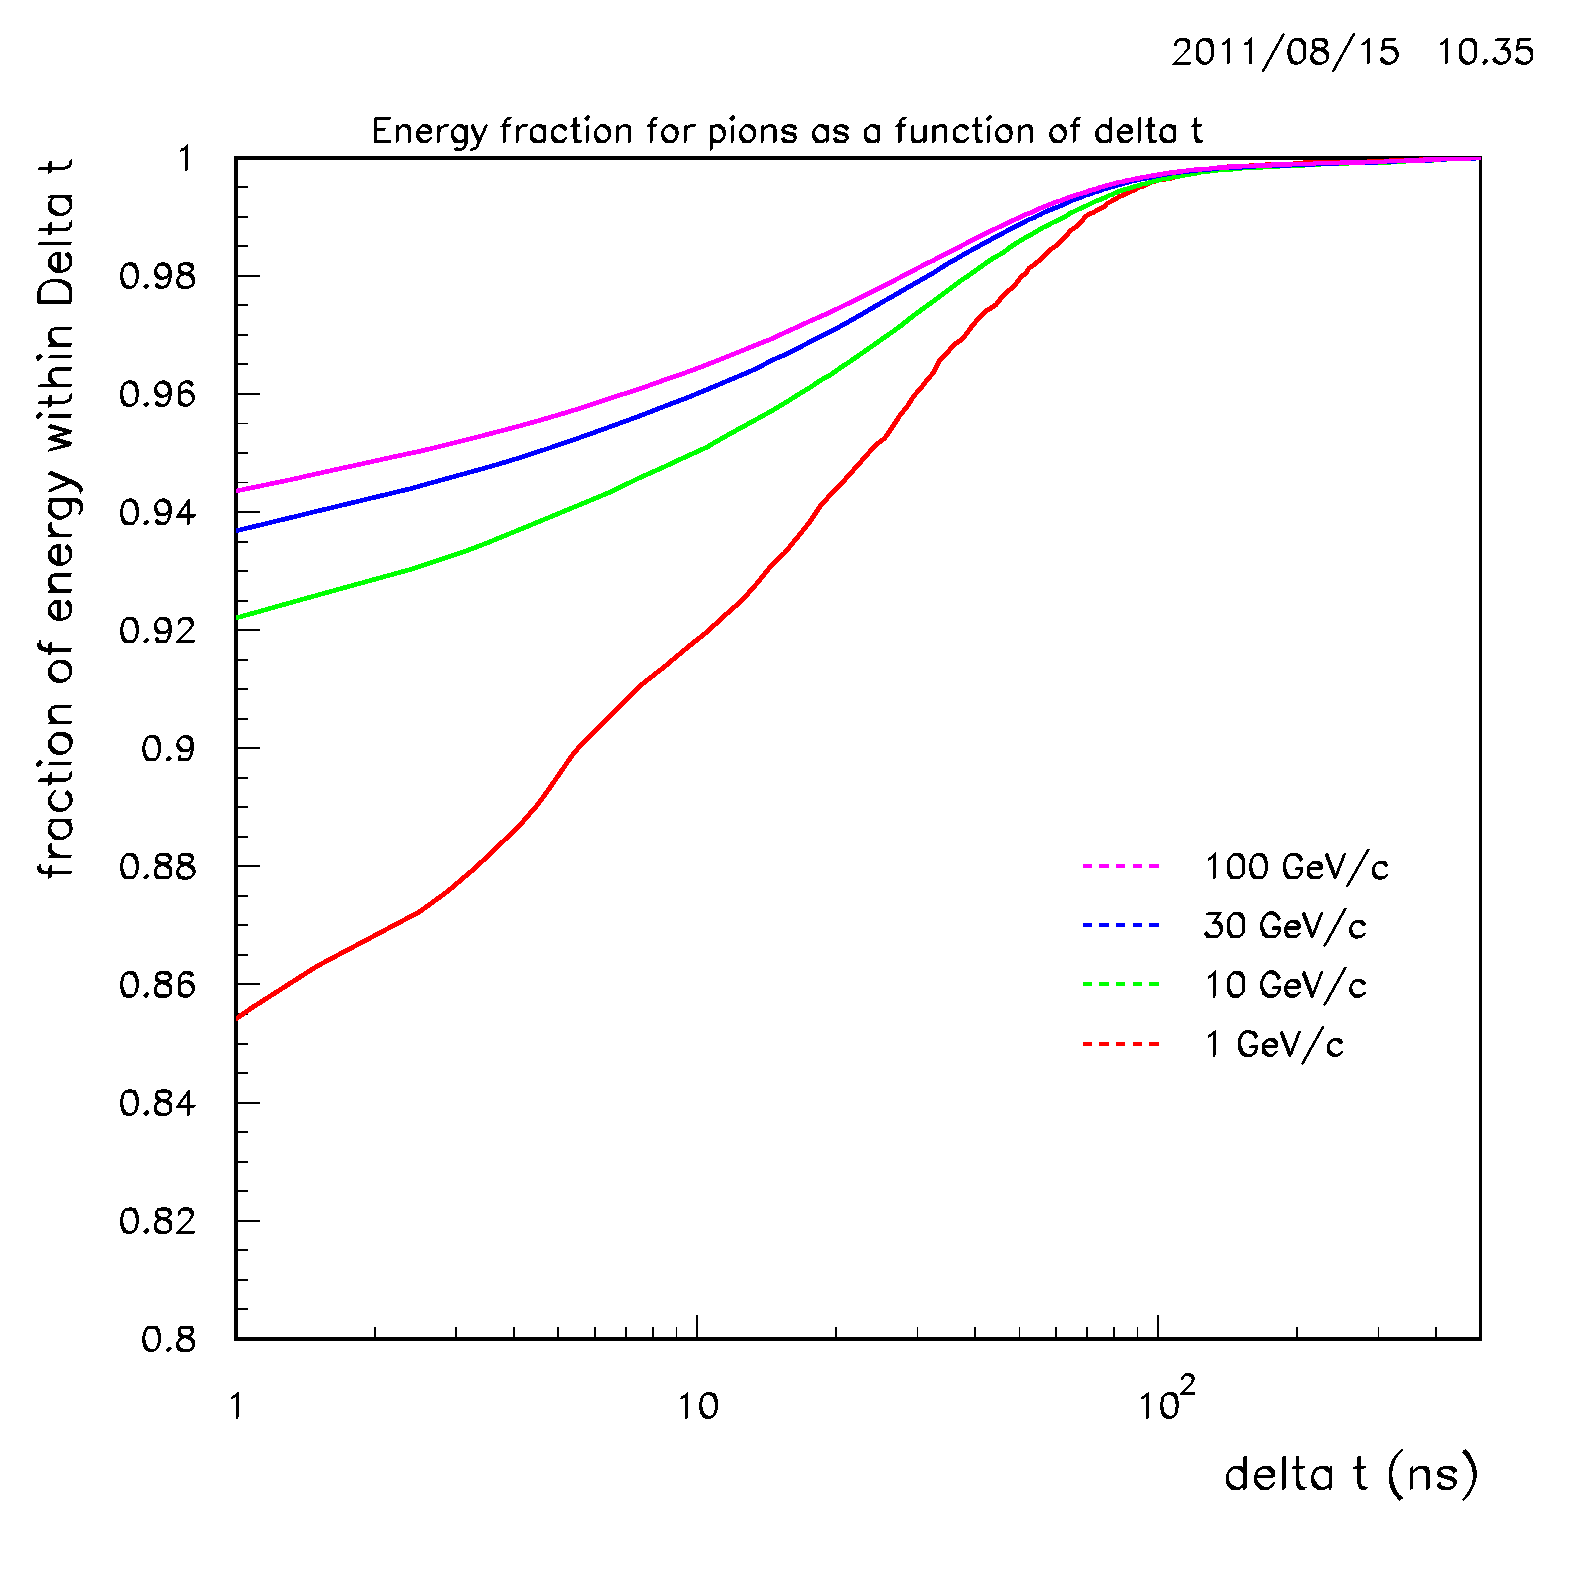 2011/08/15 10.35
Energy fraction for pions as a function of delta t
fraction of energy within Delta t
1
0.98
0.96
0.94
0.92
0.9
0.88
0.86
0.84
0.82
0.8
100 GeV/c
30 GeV/c
10 GeV/c
1 GeV/c
1 10 10²
delta t (ns)